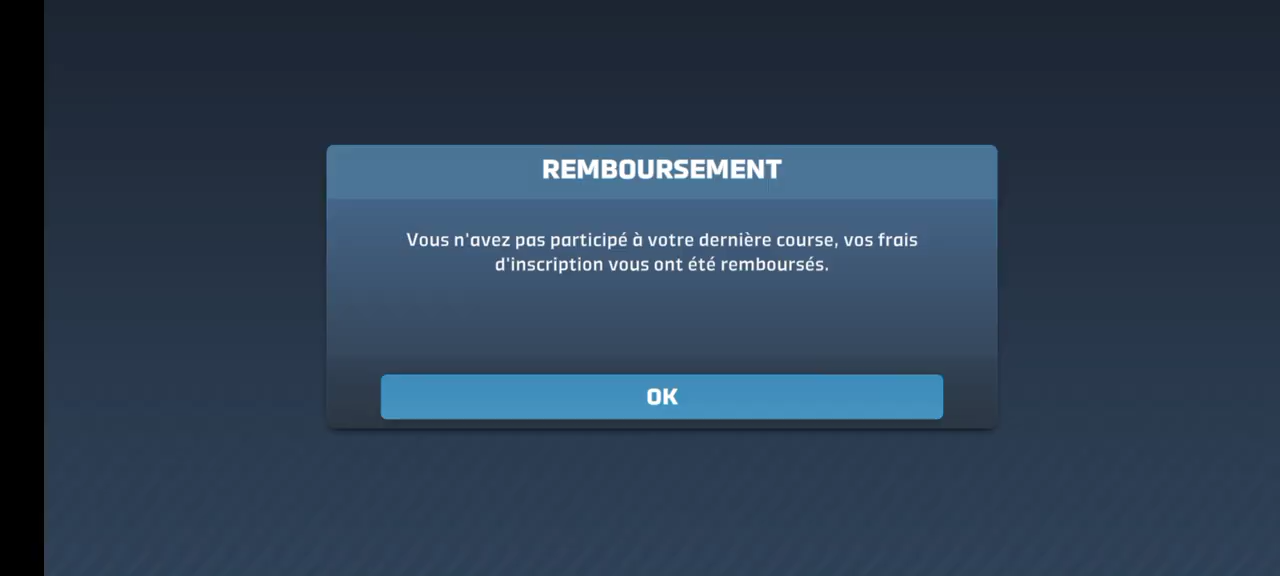 REMBOURSEMENT
Vous n'avez pas participé à votre dernière course, vos frais
d'inscription vous ont été remboursés.
OK